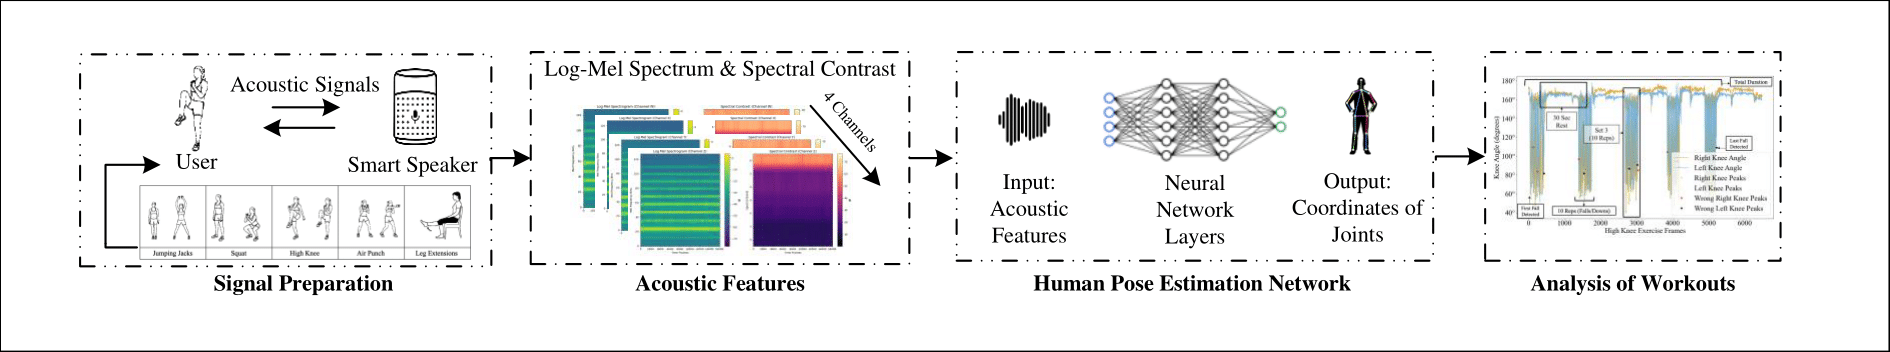 Acoustic Signals
User
Smart Speaker
Jumping Jacks
Squat
High Knee
Air Punch
Leg Extensions
Signal Preparation
Log-Mel Spectrum & Spectral Contrast
4 Channels
Acoustic Features
Input:
Acoustic
Features
Neural
Network
Layers
Output:
Coordinates of
Joints
Human Pose Estimation Network
Total Duration
30 Sec
Rest
Set 3
(10 Reps)
Last Fall
Detected
Right Knee Angle
Left Knee Angle
Right Knee Peaks
Left Knee Peaks
Wrong Right Knee Peaks
Wrong Left Knee Peaks
First Fall
Detected
10 Reps (Falls/Downs)
Knee Angle (degrees)
180°
160°
140°
120°
100°
80°
60°
40°
0
1000
2000
3000
4000
5000
6000
High Knee Exercise Frames
Analysis of Workouts